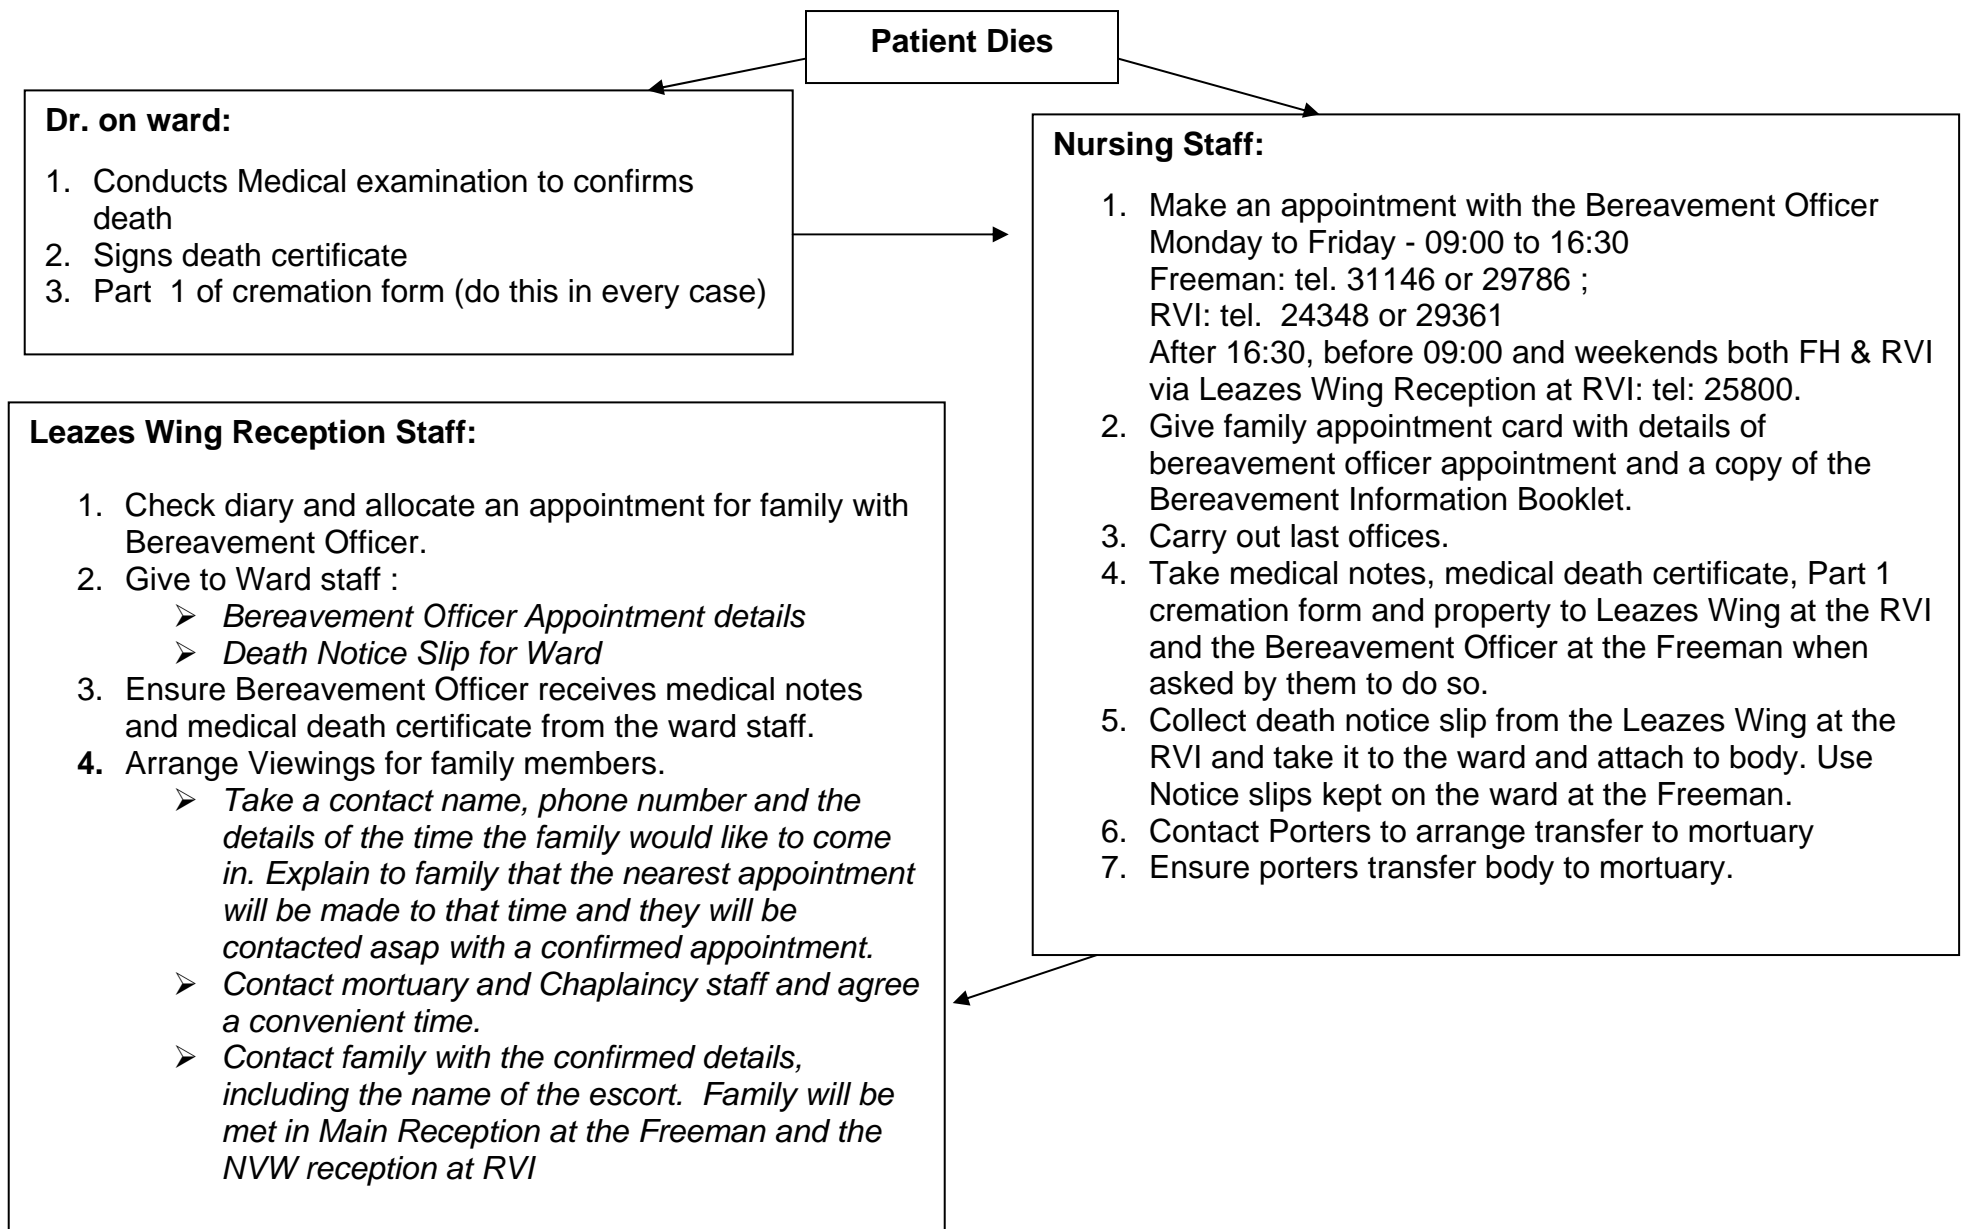 Patient Dies
Dr. on ward:
1. Conducts Medical examination to confirms
death
2. Signs death certificate
3. Part 1 of cremation form (do this in every case)
Nursing Staff:
1. Make an appointment with the Bereavement Officer
Monday to Friday - 09:00 to 16:30
Freeman: tel. 31146 or 29786 ;
RVI: tel. 24348 or 29361
After 16:30, before 09:00 and weekends both FH & RVI
via Leazes Wing Reception at RVI: tel: 25800.
2. Give family appointment card with details of
bereavement officer appointment and a copy of the
Bereavement Information Booklet.
3. Carry out last offices.
4. Take medical notes, medical death certificate, Part 1
cremation form and property to Leazes Wing at the RVI
and the Bereavement Officer at the Freeman when
asked by them to do so.
5. Collect death notice slip from the Leazes Wing at the
RVI and take it to the ward and attach to body. Use
Notice slips kept on the ward at the Freeman.
6. Contact Porters to arrange transfer to mortuary
7. Ensure porters transfer body to mortuary.
Leazes Wing Reception Staff:
1. Check diary and allocate an appointment for family with
Bereavement Officer.
2. Give to Ward staff :
➢ Bereavement Officer Appointment details
➢ Death Notice Slip for Ward
3. Ensure Bereavement Officer receives medical notes
and medical death certificate from the ward staff.
4. Arrange Viewings for family members.
➢ Take a contact name, phone number and the
details of the time the family would like to come
in. Explain to family that the nearest appointment
will be made to that time and they will be
contacted asap with a confirmed appointment.
➢ Contact mortuary and Chaplaincy staff and agree
a convenient time.
➢ Contact family with the confirmed details,
including the name of the escort. Family will be
met in Main Reception at the Freeman and the
NVW reception at RVI